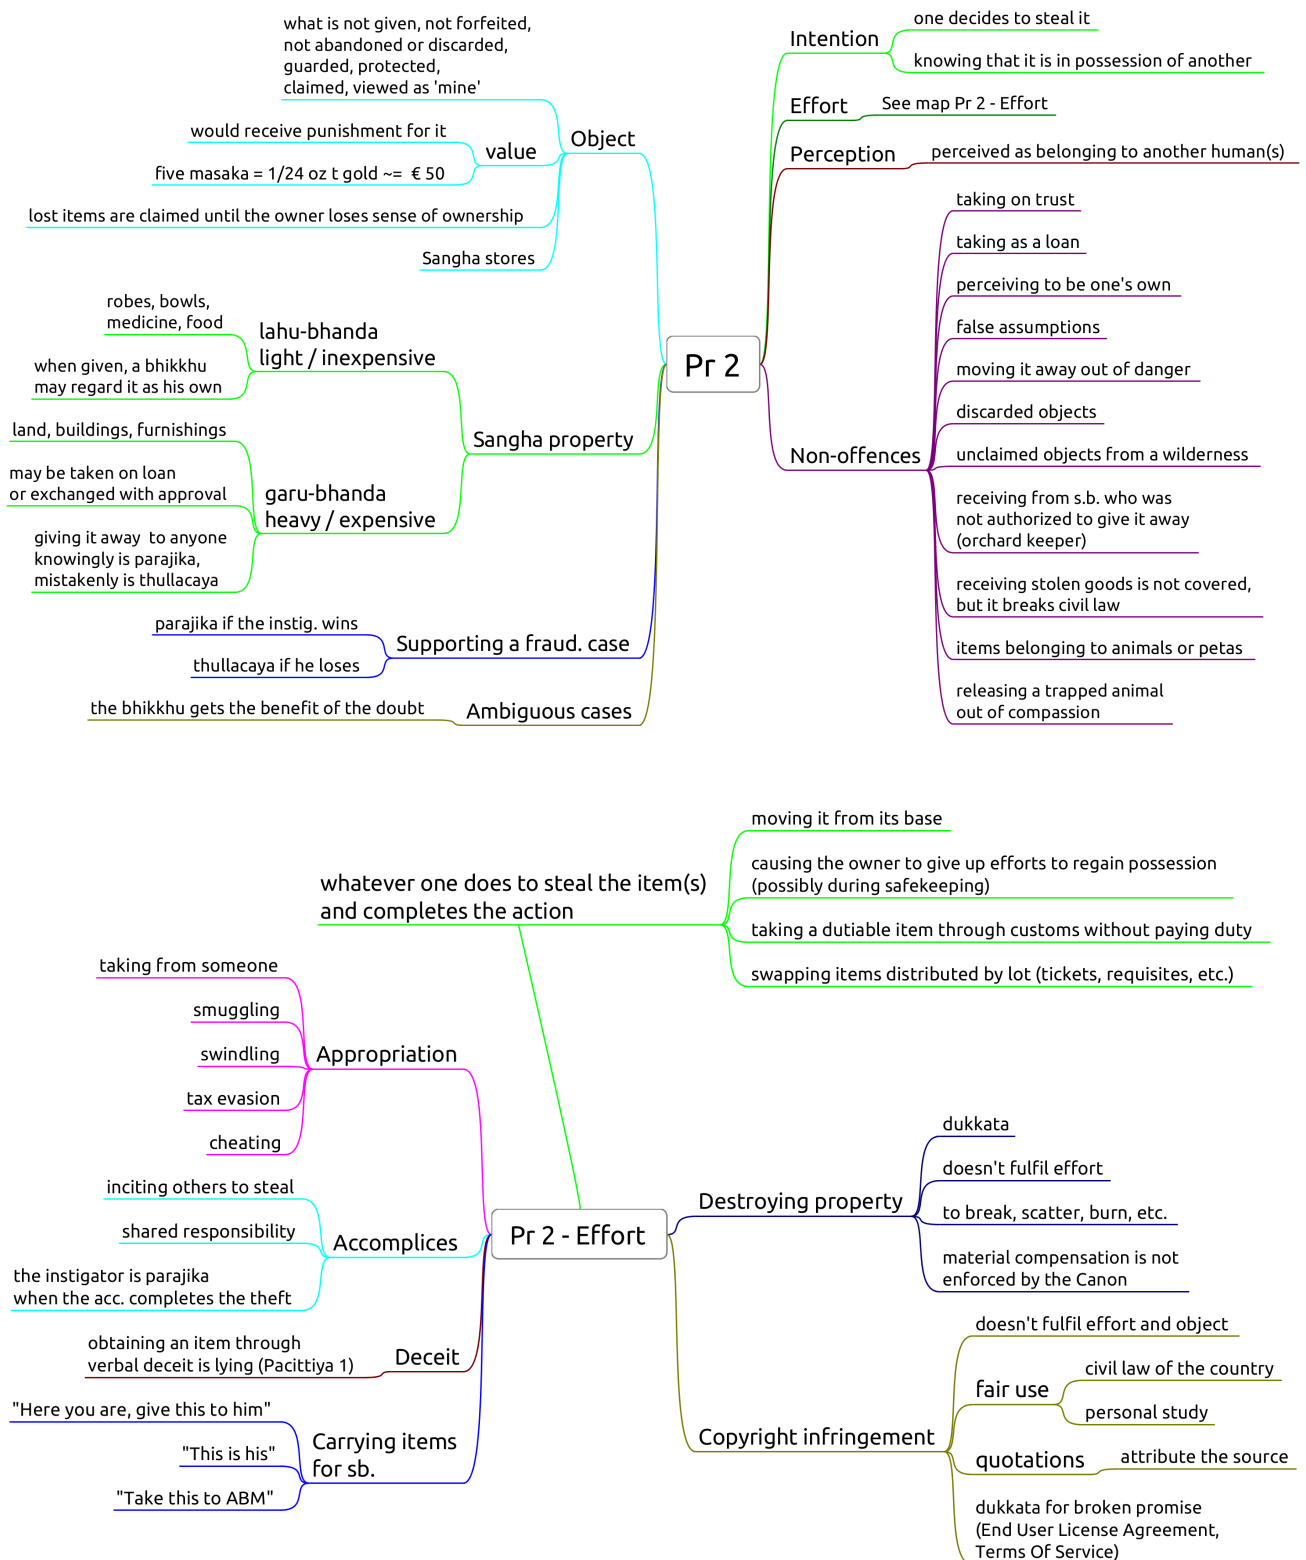 Pr 2
Object
what is not given, not forfeited,
not abandoned or discarded,
guarded, protected,
claimed, viewed as 'mine'
value
would receive punishment for it
five masaka = 1/24 oz t gold ~=  € 50
lost items are claimed until the owner loses sense of ownership
Sangha stores
Sangha property
lahu-bhanda
light / inexpensive
robes, bowls,
medicine, food
when given, a bhikkhu
may regard it as his own
garu-bhanda
heavy / expensive
land, buildings, furnishings
may be taken on loan
or exchanged with approval
giving it away  to anyone
knowingly is parajika,
mistakenly is thullacaya
Supporting a fraud. case
parajika if the instig. wins
thullacaya if he loses
Ambiguous cases
the bhikkhu gets the benefit of the doubt
Intention
one decides to steal it
knowing that it is in possession of another
Effort
See map Pr 2 - Effort
Perception
perceived as belonging to another human(s)
Non-offences
taking on trust
taking as a loan
perceiving to be one's own
false assumptions
moving it away out of danger
discarded objects
unclaimed objects from a wilderness
receiving from s.b. who was
not authorized to give it away
(orchard keeper)
receiving stolen goods is not covered,
but it breaks civil law
items belonging to animals or petas
releasing a trapped animal
out of compassion
Pr 2 - Effort
whatever one does to steal the item(s)
and completes the action
moving it from its base
causing the owner to give up efforts to regain possession
(possibly during safekeeping)
taking a dutiable item through customs without paying duty
swapping items distributed by lot (tickets, requisites, etc.)
Appropriation
taking from someone
smuggling
swindling
tax evasion
cheating
Accomplices
inciting others to steal
shared responsibility
the instigator is parajika
when the acc. completes the theft
Deceit
obtaining an item through
verbal deceit is lying (Pacittiya 1)
Carrying items
for sb.
"Here you are, give this to him"
"This is his"
"Take this to ABM"
Destroying property
dukkata
doesn't fulfil effort
to break, scatter, burn, etc.
material compensation is not
enforced by the Canon
Copyright infringement
doesn't fulfil effort and object
fair use
civil law of the country
personal study
quotations
attribute the source
dukkata for broken promise
(End User License Agreement,
Terms Of Service)